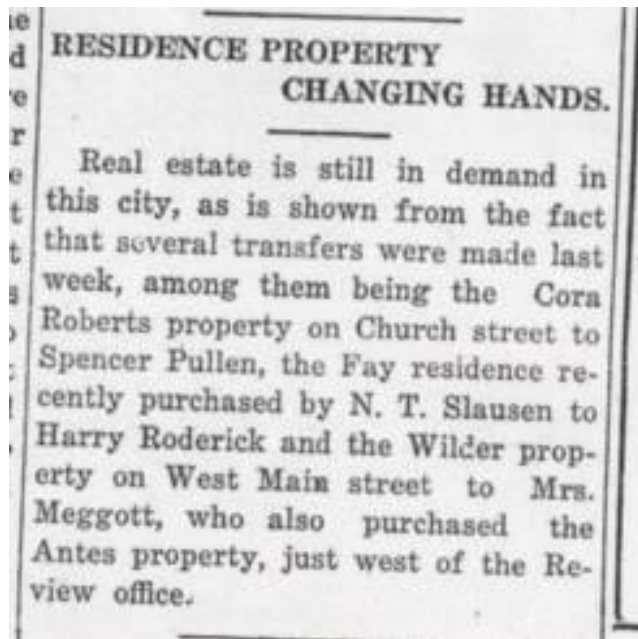 RESIDENCE PROPERTY
CHANGING HANDS.
Real estate is still in demand in
this city, as is shown from the fact
that several transfers were made last
week, among them being the Cora
Roberts property on Church street to
Spencer Pullen, the Fay residence re-
cently purchased by N. T. Slausen to
Harry Roderick and the Wilder prop-
erty on West Main street to Mrs.
Meggott, who also purchased the
Antes property, just west of the Re-
view office.